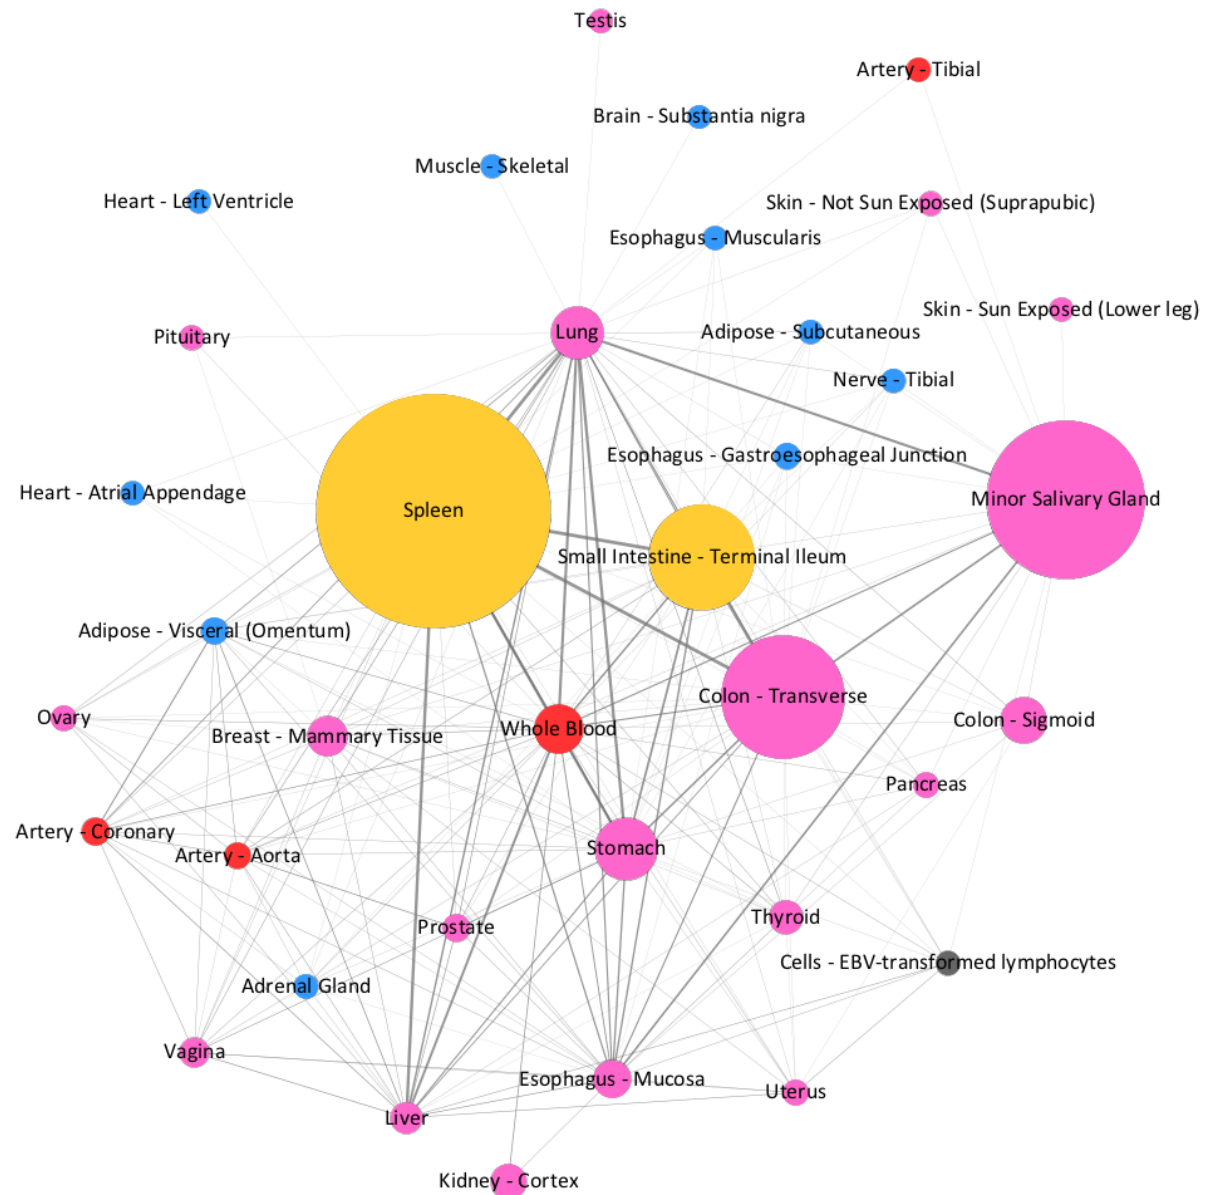 Testis
Artery - Tibial
Brain - Substantia nigra
Muscle - Skeletal
Heart - Left Ventricle
Skin - Not Sun Exposed (Suprapubic)
Esophagus - Muscularis
Skin - Sun Exposed (Lower leg)
Pituitary
Lung
Adipose - Subcutaneous
Nerve - Tibial
Esophagus - Gastroesophageal Junction
Heart - Atrial Appendage
Spleen
Minor Salivary Gland
Small Intestine - Terminal Ileum
Adipose - Visceral (Omentum)
Colon - Transverse
Ovary
Breast - Mammary Tissue
Whole Blood
Colon - Sigmoid
Pancreas
Artery - Coronary
Artery - Aorta
Stomach
Prostate
Thyroid
Cells - EBV-transformed lymphocytes
Adrenal Gland
Vagina
Esophagus - Mucosa
Uterus
Liver
Kidney - Cortex